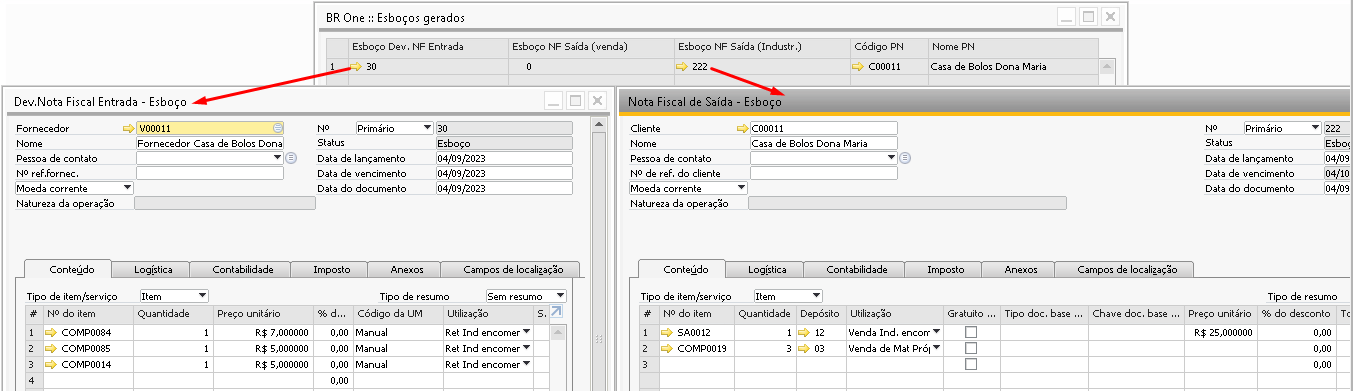 BR One :: Esboços gerados
Esboço Dev. NF Entrada Esboço NF Saída (venda) Esboço NF Saída (Industr.) Código PN Nome PN
1 30 0 222 C00011 Casa de Bolos Dona Maria
Dev.Nota Fiscal Entrada - Esboço
Fornecedor V00011 Nº Primário 30
Nome Fornecedor Casa de Bolos Dona Status Esboço
Pessoa de contato Data de lançamento 04/09/2023
Nº ref.fornec. Data de vencimento 04/09/2023
Moeda corrente Data do documento 04/09/2023
Natureza da operação
Conteúdo Logística Contabilidade Imposto Anexos Campos de localização
Tipo de item/serviço Item Tipo de resumo Sem resumo
# Nº do item Quantidade Preço unitário % d... Código da UM Utilização S.
1 COMP0084 1 R$ 7,000000 0,00 Manual Ret Ind encomer
2 COMP0085 1 R$ 5,000000 0,00 Manual Ret Ind encomer
3 COMP0014 1 R$ 5,000000 0,00 Manual Ret Ind encomer
4 0,00
Nota Fiscal de Saída - Esboço
Cliente C00011 Nº Primário 222
Nome Casa de Bolos Dona Maria Status Esboç
Pessoa de contato Data de lançamento 04/09
Nº de ref. do cliente Data de vencimento 04/10
Moeda corrente Data do documento 04/09
Natureza da operação
Conteúdo Logística Contabilidade Imposto Anexos Campos de localização
Tipo de item/serviço Item Tipo de resumo
# Nº do item Quantidade Depósito Utilização Gratuito ... Tipo doc. base ... Chave doc. base ... Preço unitário % do desconto To
1 SA0012 1 12 Venda Ind. encom R$ 25,000000 0,00
2 COMP0019 3 03 Venda de Mat Próp 0,00
3 0,00